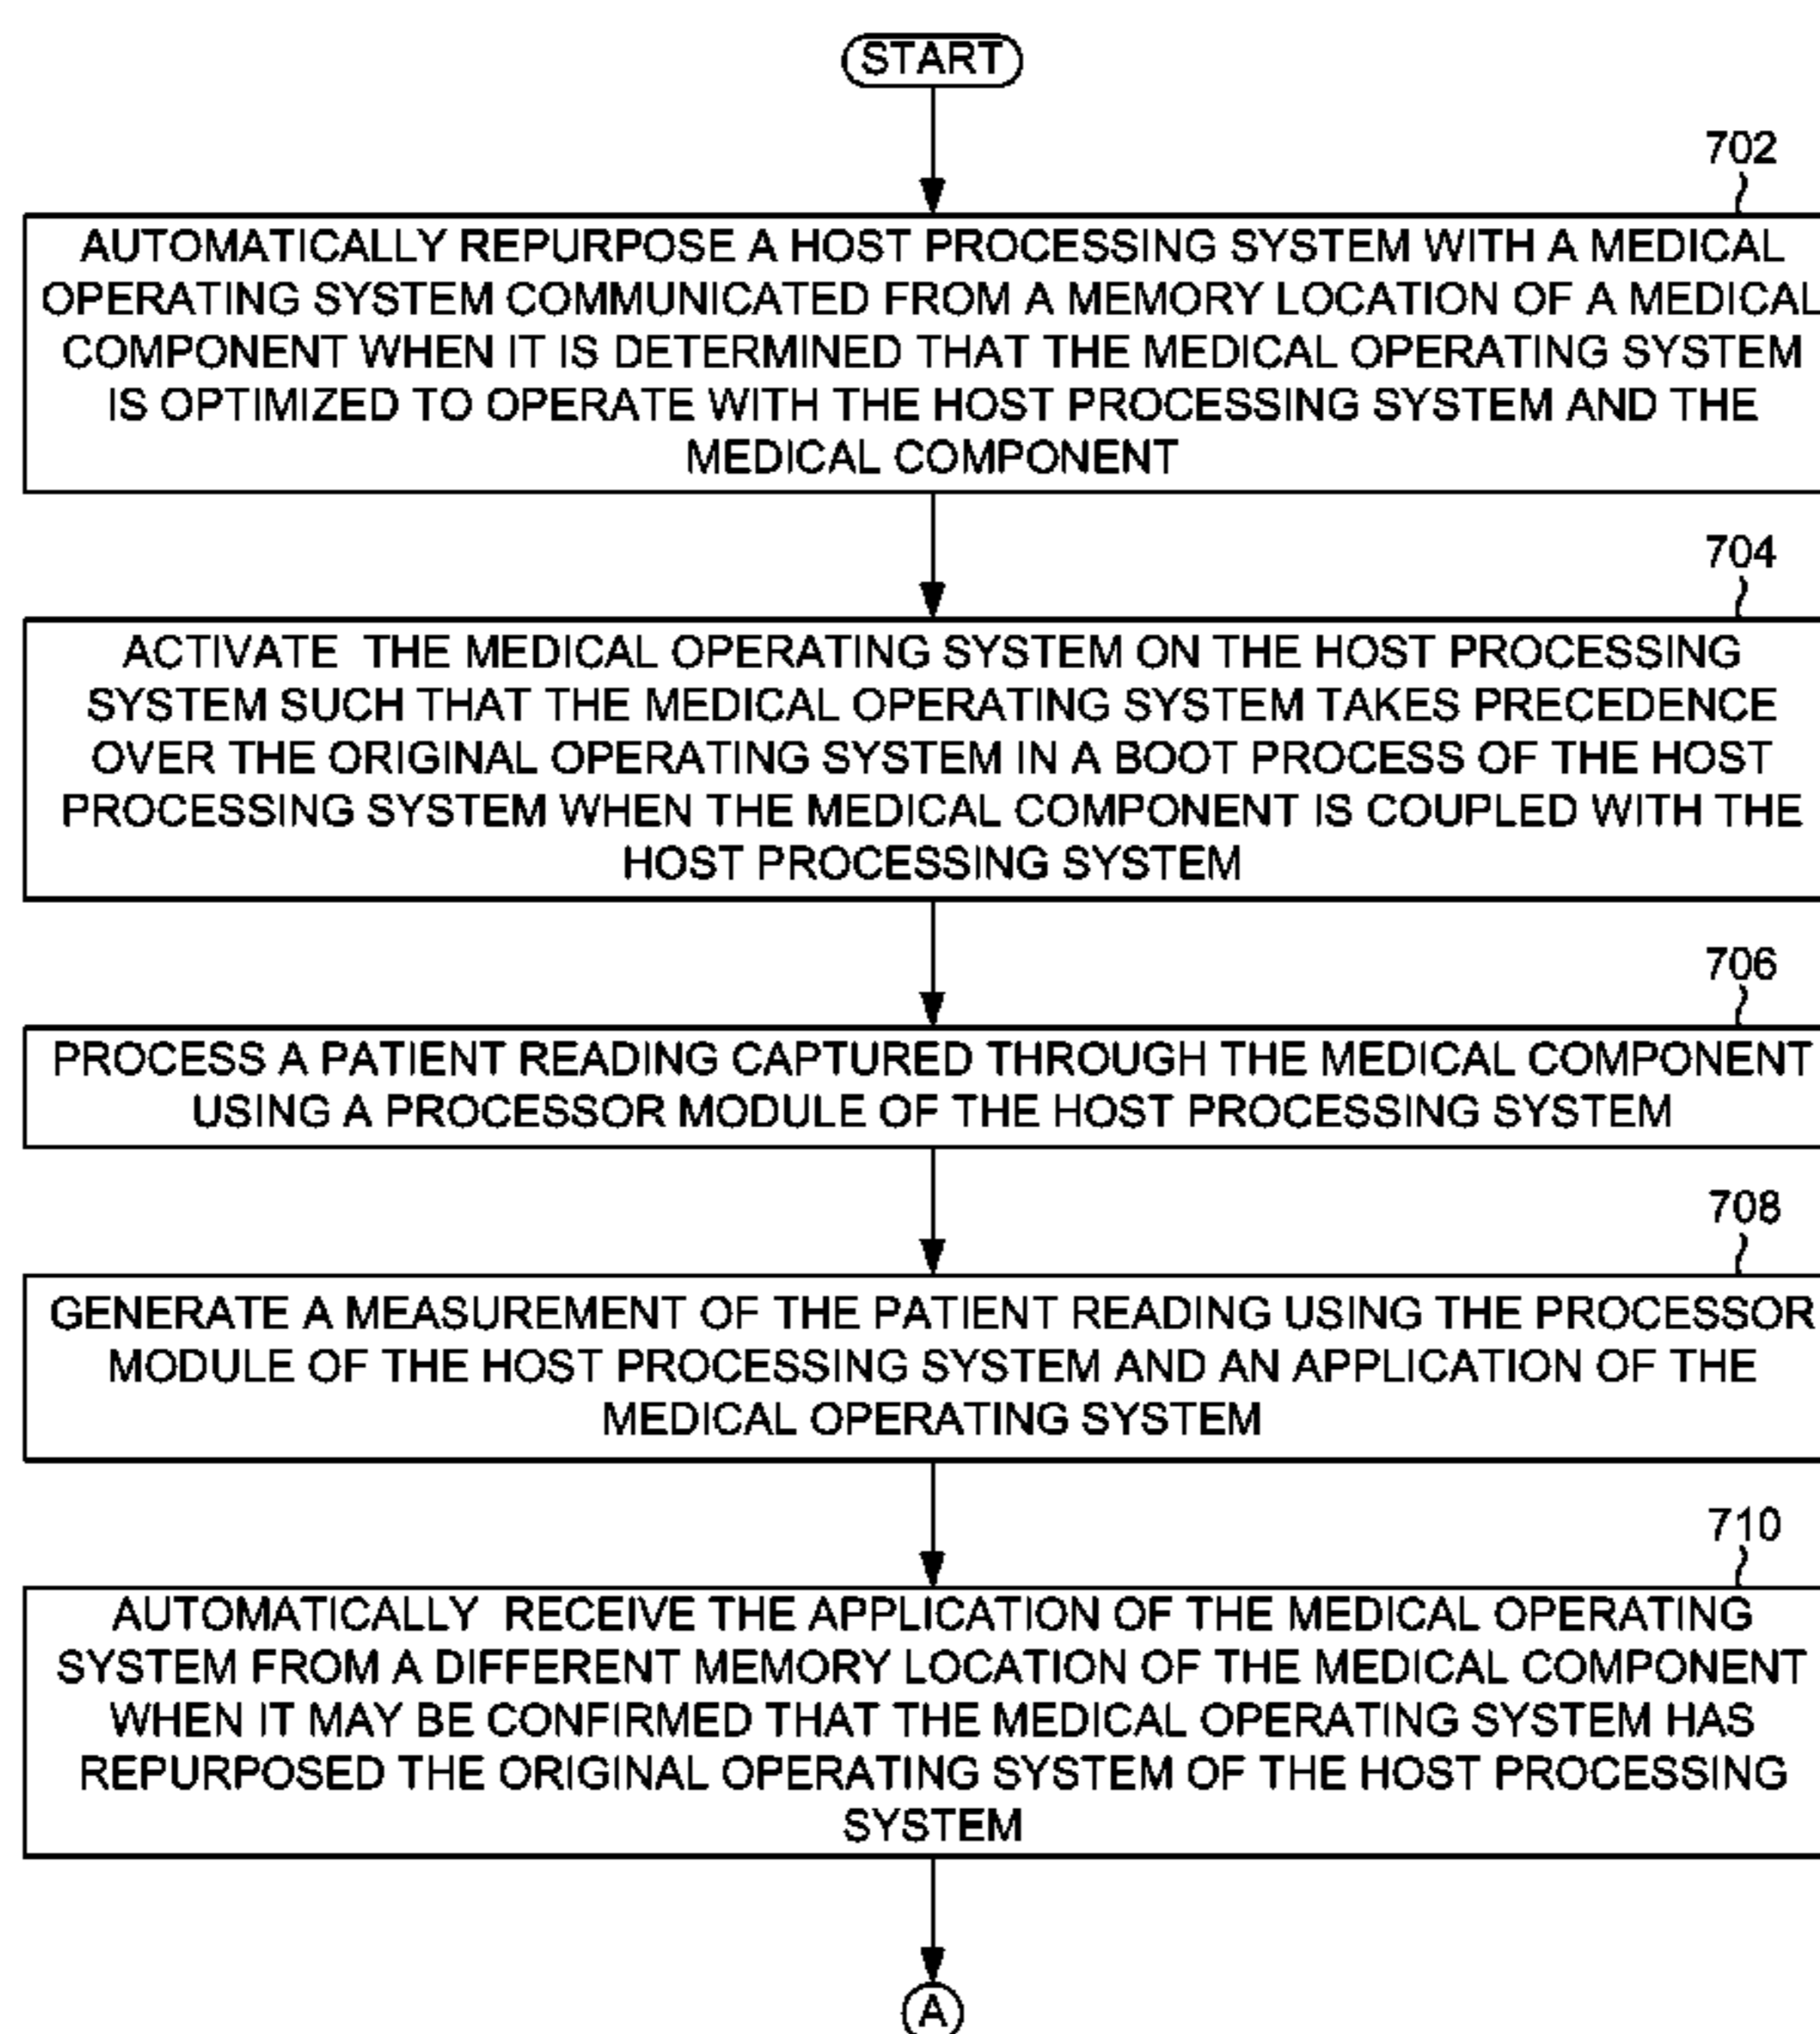 START
702
AUTOMATICALLY REPURPOSE A HOST PROCESSING SYSTEM WITH A MEDICAL
OPERATING SYSTEM COMMUNICATED FROM A MEMORY LOCATION OF A MEDICAL
COMPONENT WHEN IT IS DETERMINED THAT THE MEDICAL OPERATING SYSTEM
IS OPTIMIZED TO OPERATE WITH THE HOST PROCESSING SYSTEM AND THE
MEDICAL COMPONENT
704
ACTIVATE THE MEDICAL OPERATING SYSTEM ON THE HOST PROCESSING
SYSTEM SUCH THAT THE MEDICAL OPERATING SYSTEM TAKES PRECEDENCE
OVER THE ORIGINAL OPERATING SYSTEM IN A BOOT PROCESS OF THE HOST
PROCESSING SYSTEM WHEN THE MEDICAL COMPONENT IS COUPLED WITH THE
HOST PROCESSING SYSTEM
706
PROCESS A PATIENT READING CAPTURED THROUGH THE MEDICAL COMPONENT
USING A PROCESSOR MODULE OF THE HOST PROCESSING SYSTEM
708
GENERATE A MEASUREMENT OF THE PATIENT READING USING THE PROCESSOR
MODULE OF THE HOST PROCESSING SYSTEM AND AN APPLICATION OF THE
MEDICAL OPERATING SYSTEM
710
AUTOMATICALLY RECEIVE THE APPLICATION OF THE MEDICAL OPERATING
SYSTEM FROM A DIFFERENT MEMORY LOCATION OF THE MEDICAL COMPONENT
WHEN IT MAY BE CONFIRMED THAT THE MEDICAL OPERATING SYSTEM HAS
REPURPOSED THE ORIGINAL OPERATING SYSTEM OF THE HOST PROCESSING
SYSTEM
A